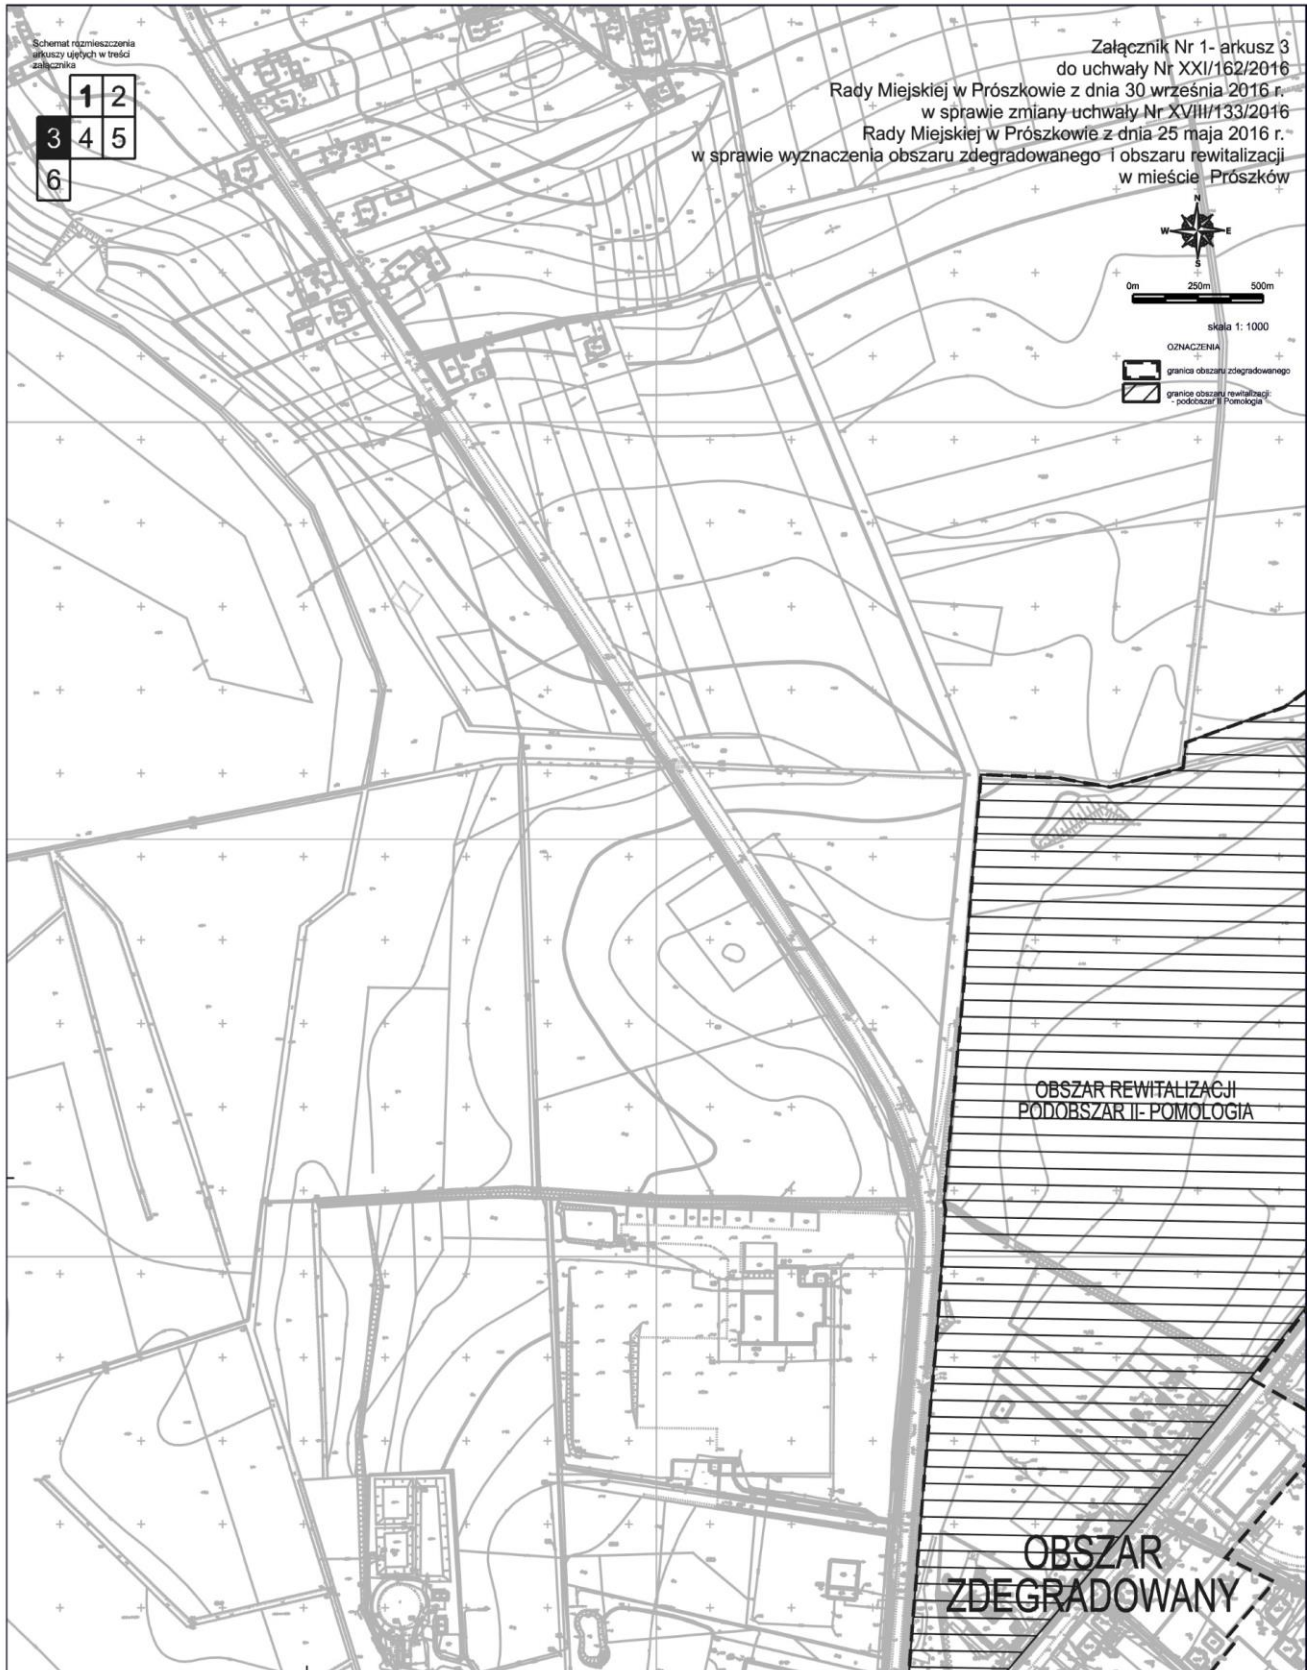 Schemat rozmieszczenia
arkuszy ujętych w treści
załącznika
1 2
3 4 5
6
Załącznik Nr 1- arkusz 3
do uchwały Nr XXI/162/2016
Rady Miejskiej w Prószkowie z dnia 30 września 2016 r.
w sprawie zmiany uchwały Nr XVIII/133/2016
Rady Miejskiej w Prószkowie z dnia 25 maja 2016 r.
w sprawie wyznaczenia obszaru zdegradowanego i obszaru rewitalizacji
w mieście Prószków
N
W E
S
0m 250m 500m
skala 1: 1000
OZNACZENIA
granica obszaru zdegradowanego
granice obszaru rewitalizacji:
- podobszar II Pomologia
OBSZAR REWITALIZACJI
PODOBSZAR II- POMOLOGIA
OBSZAR
ZDEGRADOWANY